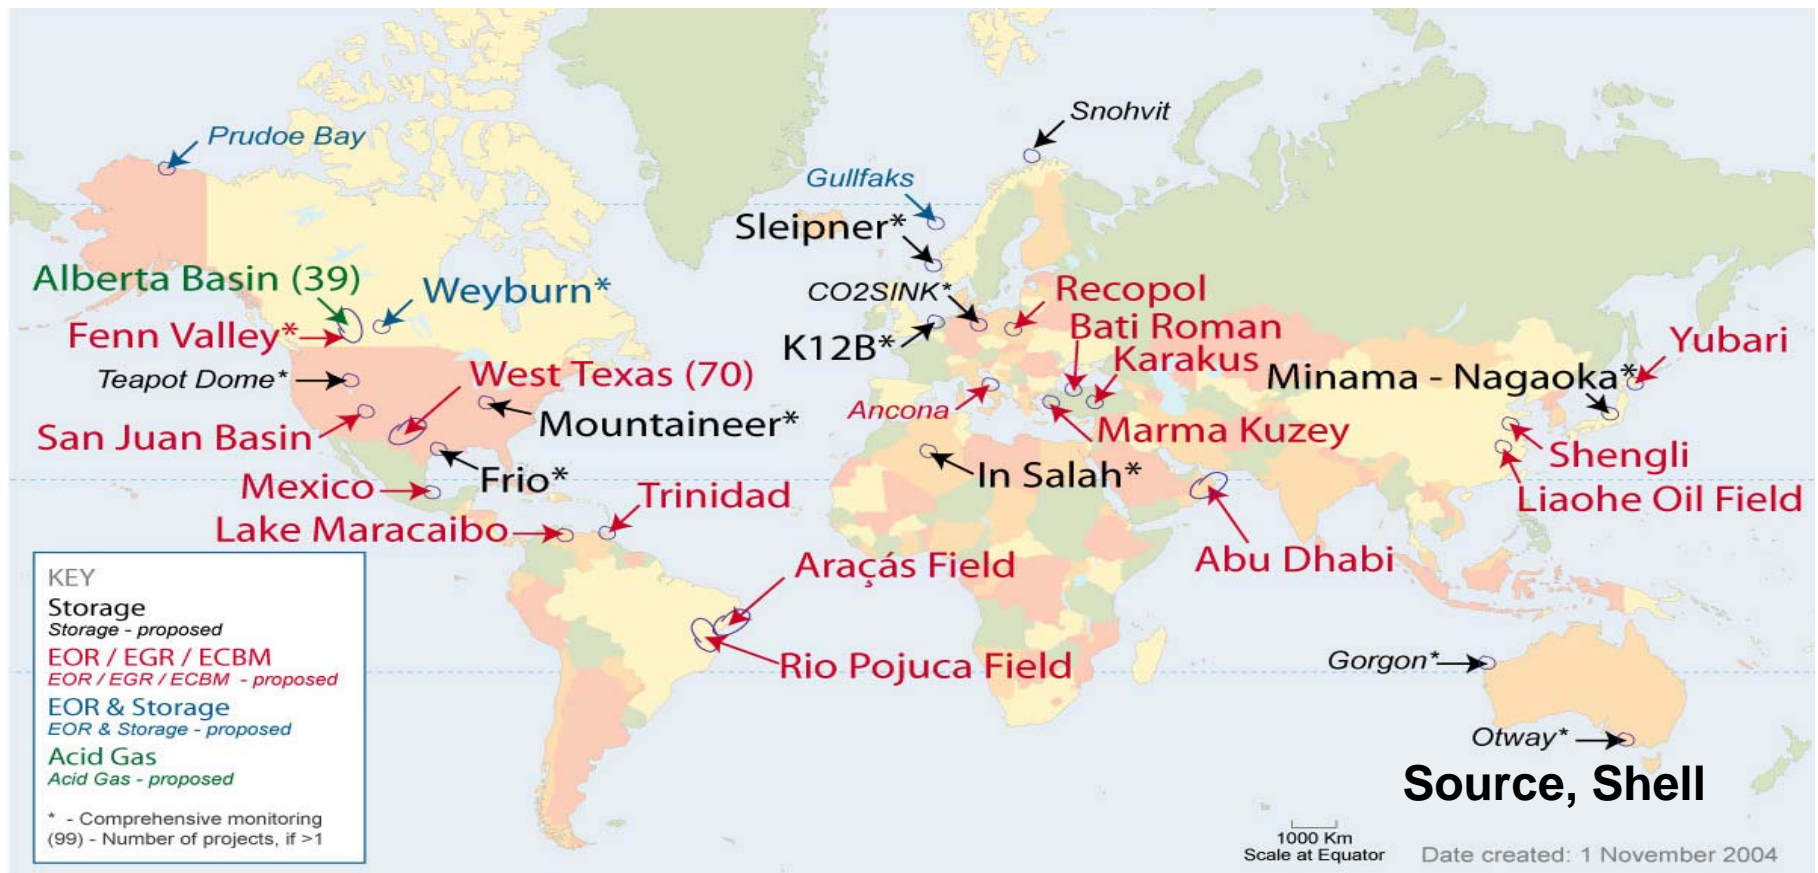 Snohvit
Prudoe Bay
Gullfaks
Sleipner*
Alberta Basin (39)
Weyburn*
CO2SINK*
Recopol
Fenn Valley*
Bati Roman
K12B*
Karakus
Yubari
Teapot Dome*
West Texas (70)
Minama - Nagaoka*
Ancona
San Juan Basin
Mountaineer*
Marma Kuzey
Shengli
Frio*
In Salah*
Mexico
Trinidad
Liaohe Oil Field
Lake Maracaibo
Abu Dhabi
Araçás Field
Rio Pojuca Field
Gorgon*
Otway*
KEY
Storage
Storage - proposed
EOR / EGR / ECBM
EOR / EGR / ECBM - proposed
EOR & Storage
EOR & Storage - proposed
Acid Gas
Acid Gas - proposed
* - Comprehensive monitoring
(99) - Number of projects, if >1
Source, Shell
1000 Km
Scale at Equator
Date created: 1 November 2004